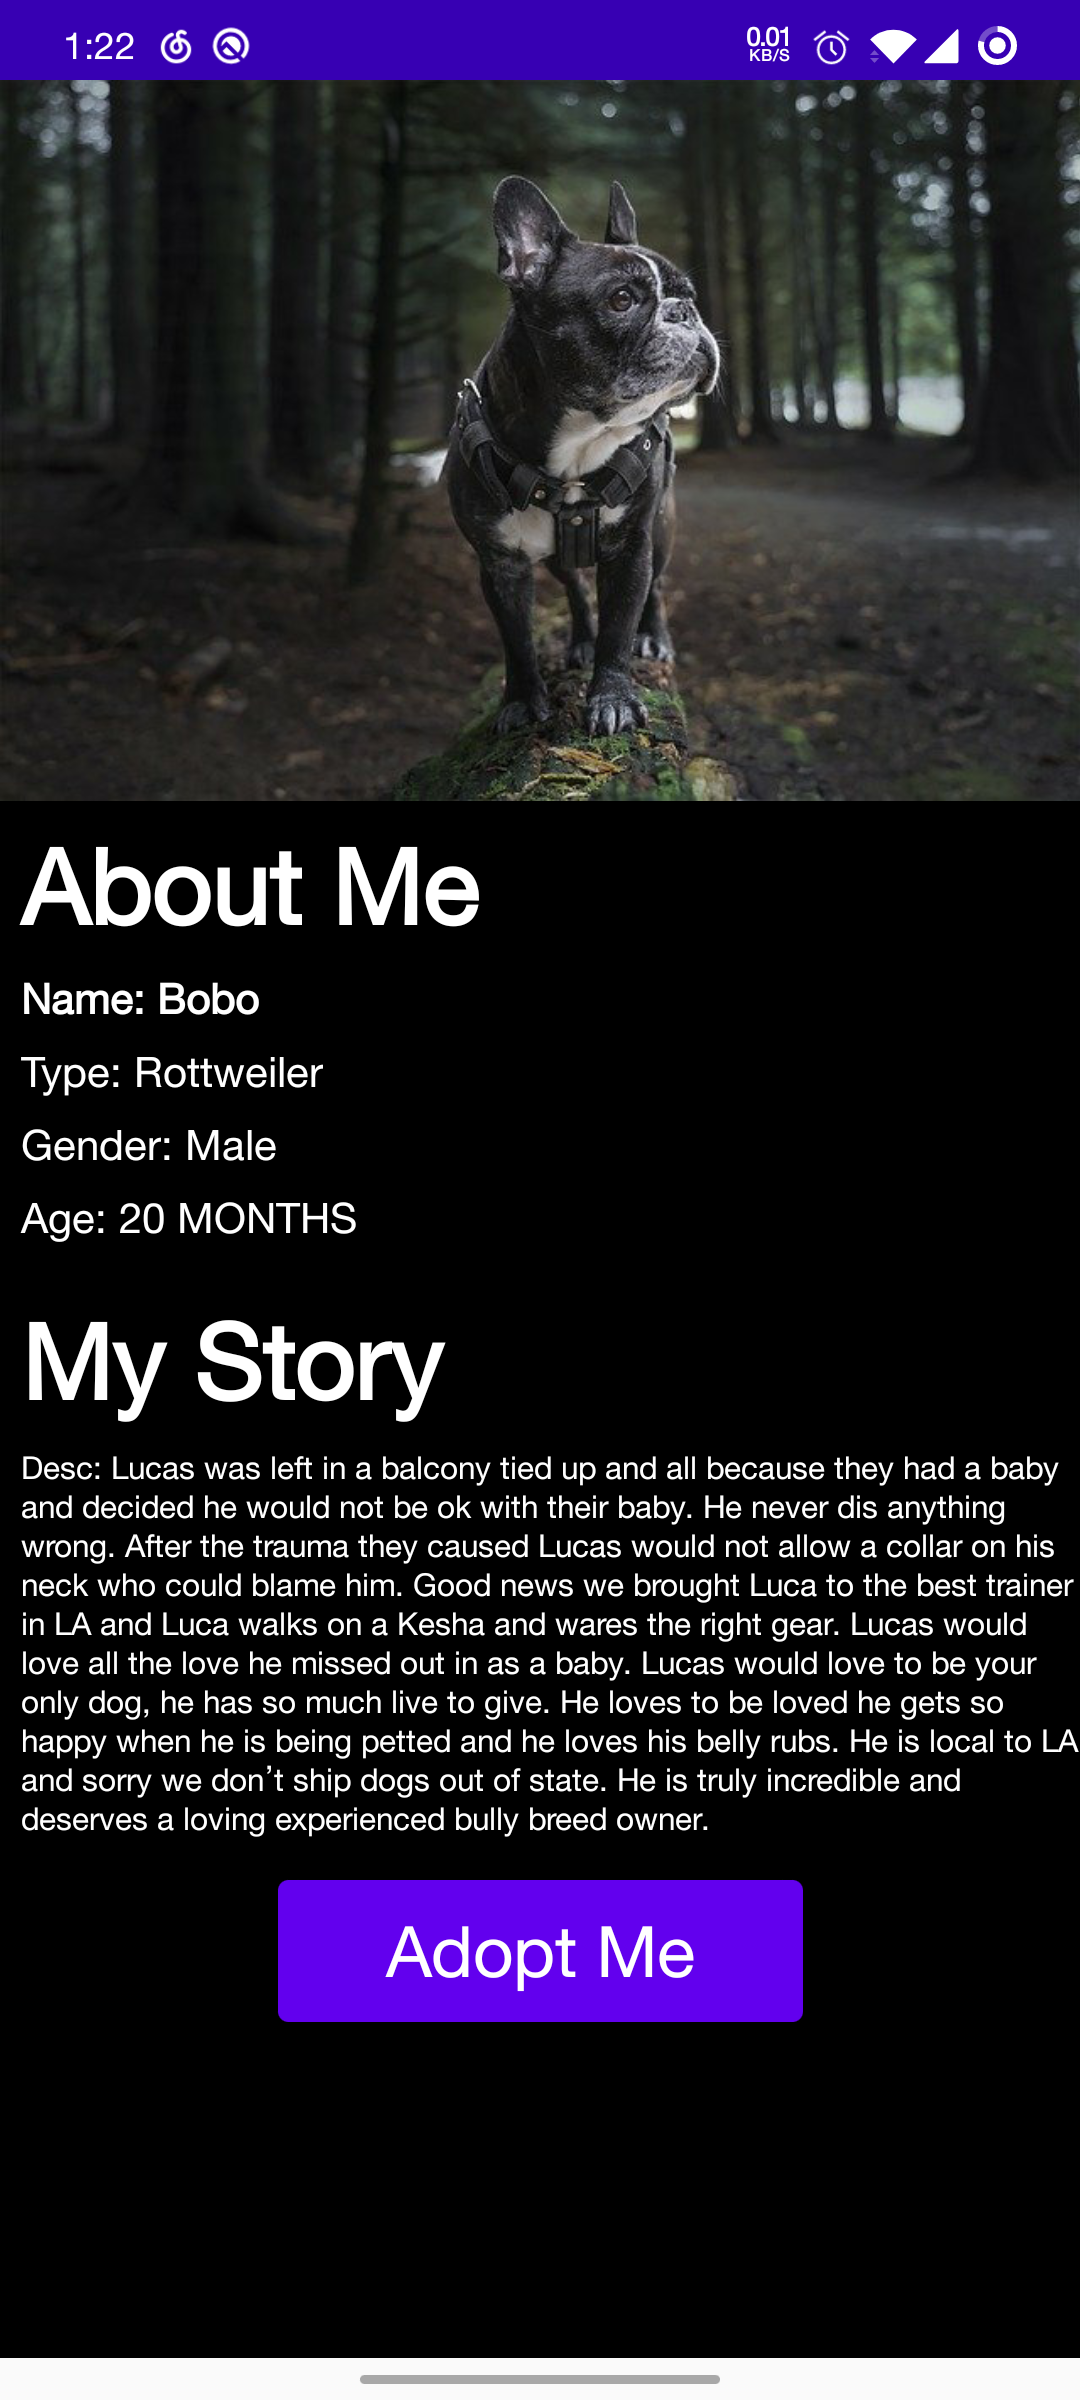 1:22
0.01
KB/S
About Me
Name: Bobo
Type: Rottweiler
Gender: Male
Age: 20 MONTHS
My Story
Desc: Lucas was left in a balcony tied up and all because they had a baby
and decided he would not be ok with their baby. He never dis anything
wrong. After the trauma they caused Lucas would not allow a collar on his
neck who could blame him. Good news we brought Luca to the best trainer
in LA and Luca walks on a Kesha and wares the right gear. Lucas would
love all the love he missed out in as a baby. Lucas would love to be your
only dog, he has so much live to give. He loves to be loved he gets so
happy when he is being petted and he loves his belly rubs. He is local to LA
and sorry we don’t ship dogs out of state. He is truly incredible and
deserves a loving experienced bully breed owner.
Adopt Me